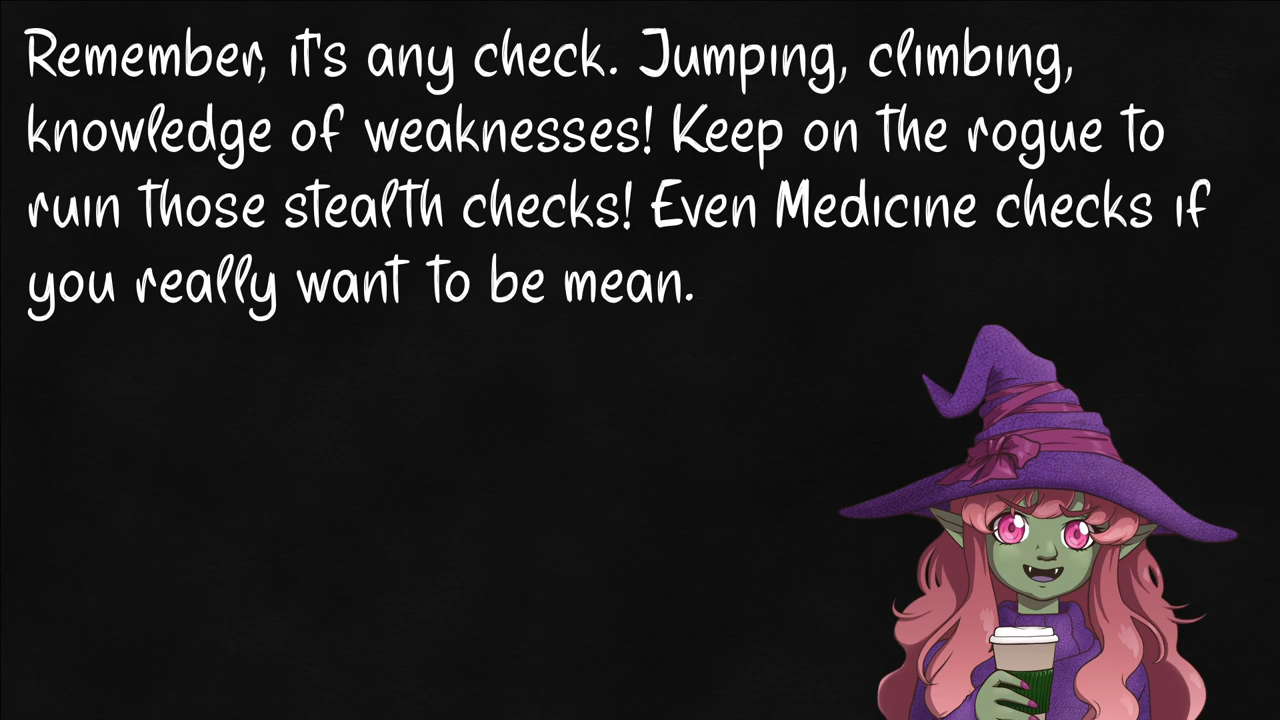 Remember, it's any check. Jumping, climbing,
knowledge of weaknesses! Keep on the rogue to
ruin those stealth checks! Even Medicine checks if
you really want to be mean.